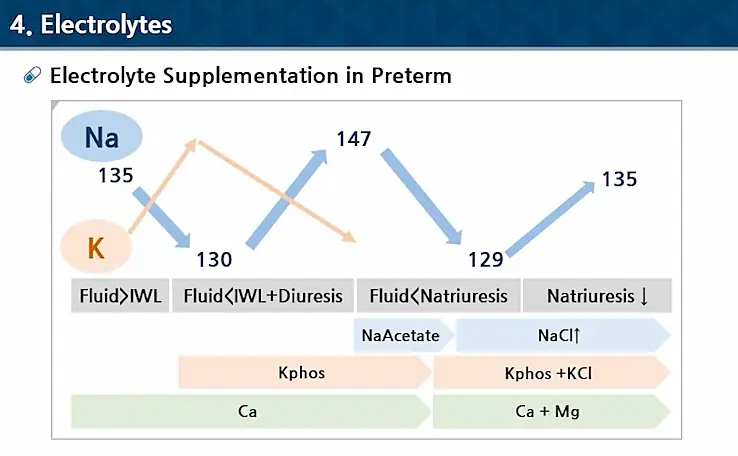 4. Electrolytes
Electrolyte Supplementation in Preterm
Na
147
135
135
K
130
129
Fluid>IWL
Fluid<IWL+Diuresis
Fluid<Natriuresis
Natriuresis↓
NaAcetate
NaCl↑
Kphos
Kphos +KCl
Ca
Ca + Mg